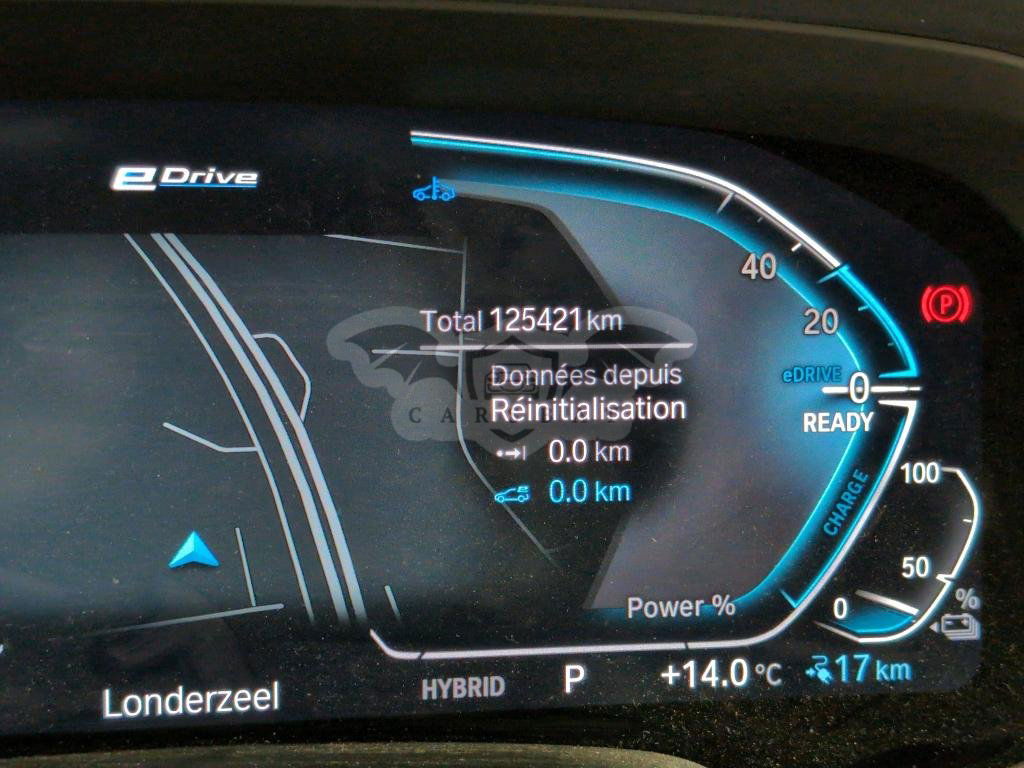 eDrive
40
Total 125421 km
20
Données depuis
Réinitialisation
eDRIVE
0
READY
0.0 km
0.0 km
CHARGE
100
50
0
%
Power %
HYBRID
P
+14.0 °C
17 km
Londerzeel
P